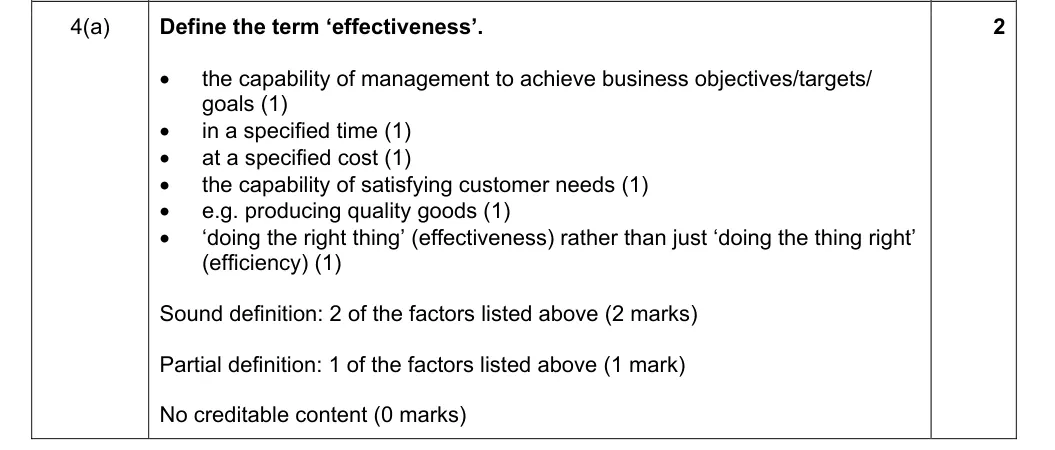 4(a) Define the term ‘effectiveness’. 2
• the capability of management to achieve business objectives/targets/
goals (1)
• in a specified time (1)
• at a specified cost (1)
• the capability of satisfying customer needs (1)
• e.g. producing quality goods (1)
• ‘doing the right thing’ (effectiveness) rather than just ‘doing the thing right’
(efficiency) (1)
Sound definition: 2 of the factors listed above (2 marks)
Partial definition: 1 of the factors listed above (1 mark)
No creditable content (0 marks)